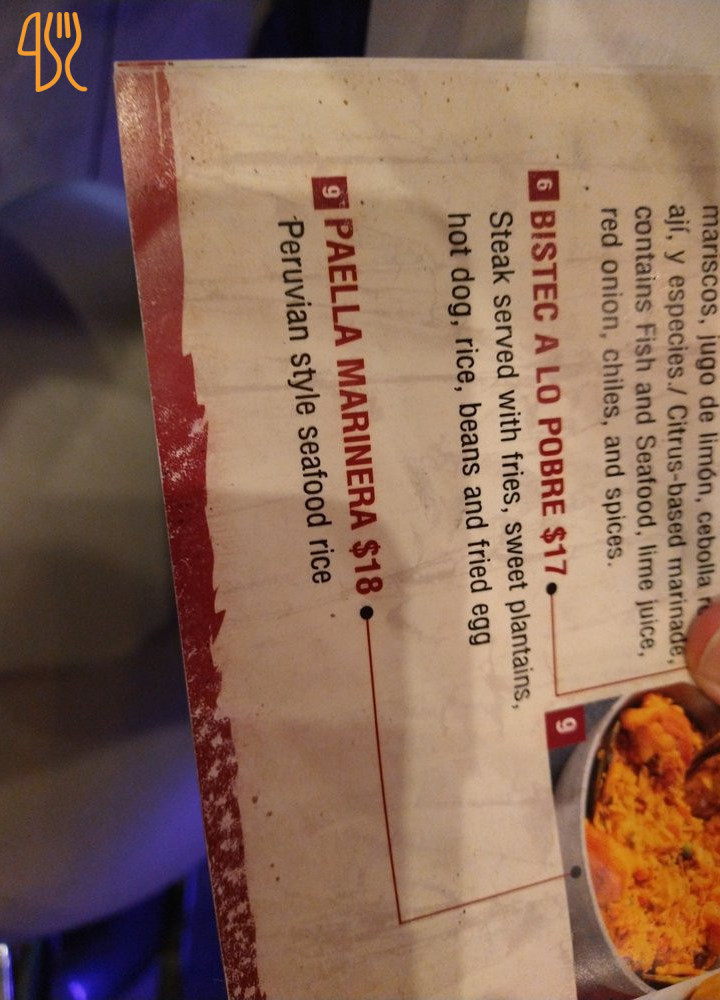 mariscos, jugo de limón, cebolla
ají, y especies./ Citrus-based marinade,
contains Fish and Seafood, lime juice,
red onion, chiles, and spices.
6 BISTEC A LO POBRE $17
Steak served with fries, sweet plantains,
hot dog, rice, beans and fried egg
9 PAELLA MARINERA $18
Peruvian style seafood rice
9